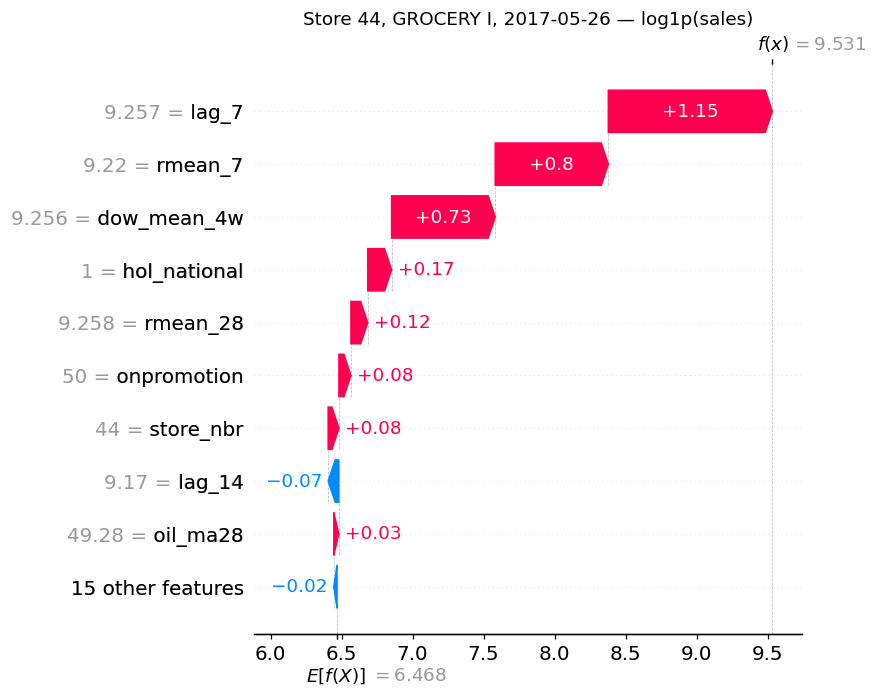 Store 44, GROCERY I, 2017-05-26 — log1p(sales)
f(x) = 9.531
9.257 = lag_7 +1.15
9.22 = rmean_7 +0.8
9.256 = dow_mean_4w +0.73
1 = hol_national +0.17
9.258 = rmean_28 +0.12
50 = onpromotion +0.08
44 = store_nbr +0.08
9.17 = lag_14 −0.07
49.28 = oil_ma28 +0.03
15 other features −0.02
6.0 6.5 7.0 7.5 8.0 8.5 9.0 9.5
E[f(X)] = 6.468